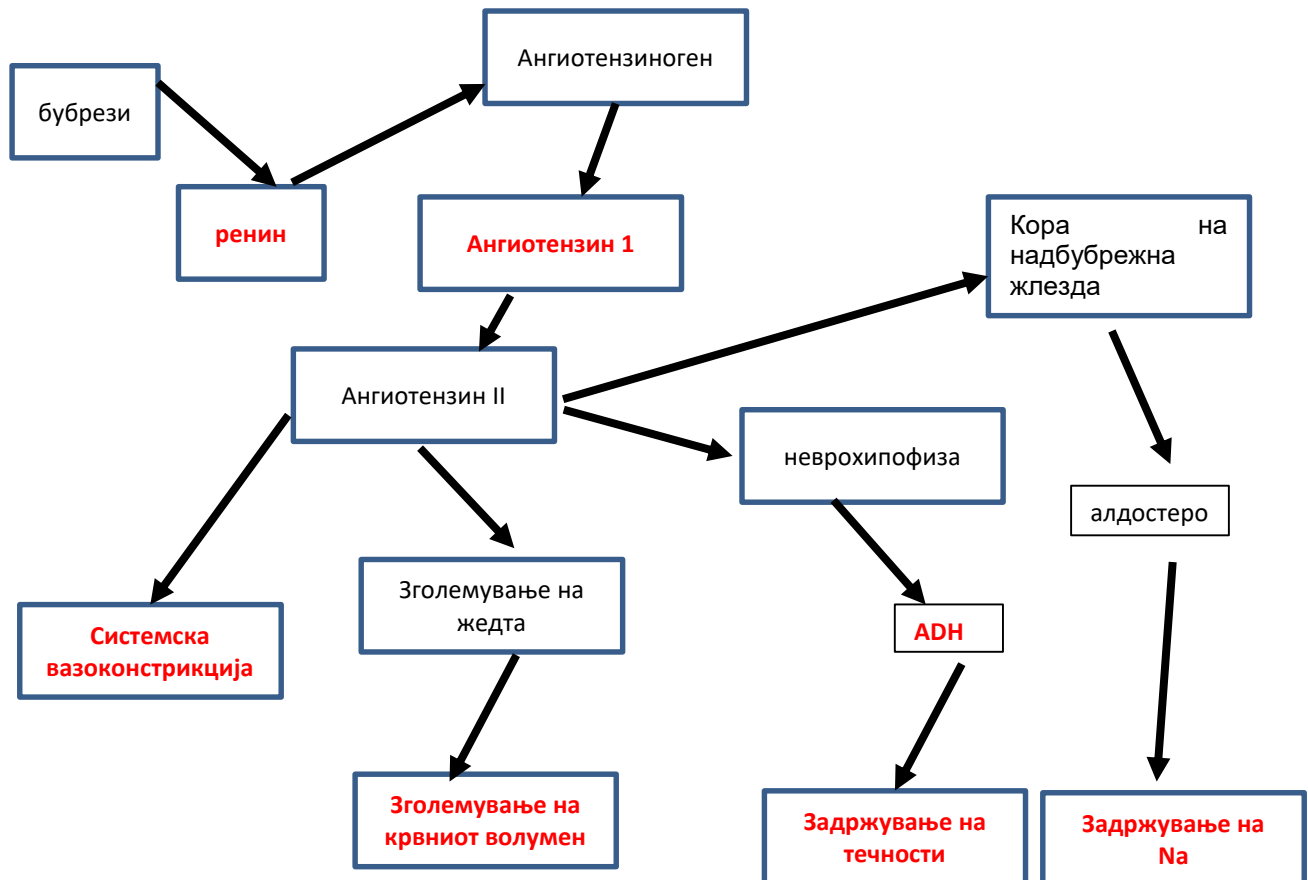 Ангиотензиноген
бубрези
ренин
Ангиотензин 1
Кора на
надбубрежна
жлезда
Ангиотензин II
неврохипофиза
алдостеро
Зголемување на
жедта
ADH
Системска
вазоконстрикција
Зголемување на
крвниот волумен
Задржување на
течности
Задржување на
Na